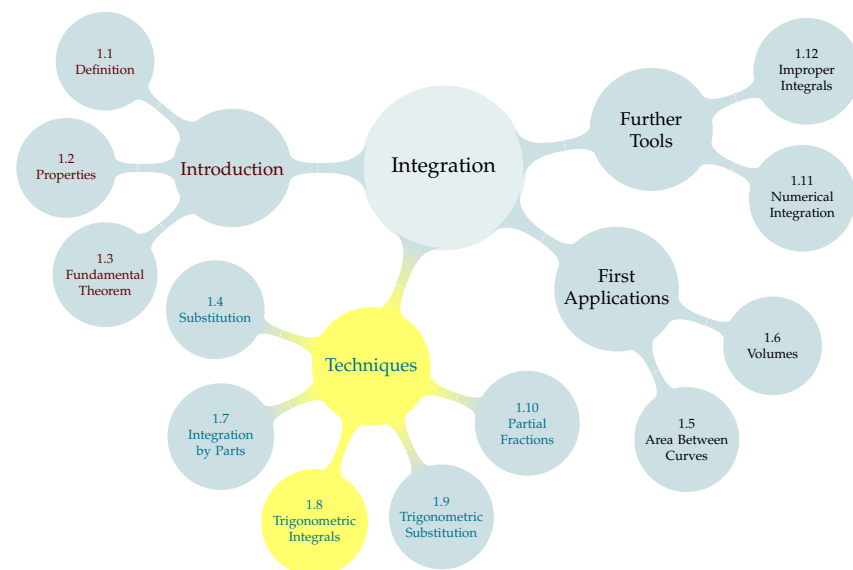 Integration
Introduction
1.1
Definition
1.2
Properties
1.3
Fundamental
Theorem
Techniques
1.4
Substitution
1.7
Integration
by Parts
1.8
Trigonometric
Integrals
1.9
Trigonometric
Substitution
1.10
Partial
Fractions
First
Applications
1.5
Area Between
Curves
1.6
Volumes
Further
Tools
1.11
Numerical
Integration
1.12
Improper
Integrals